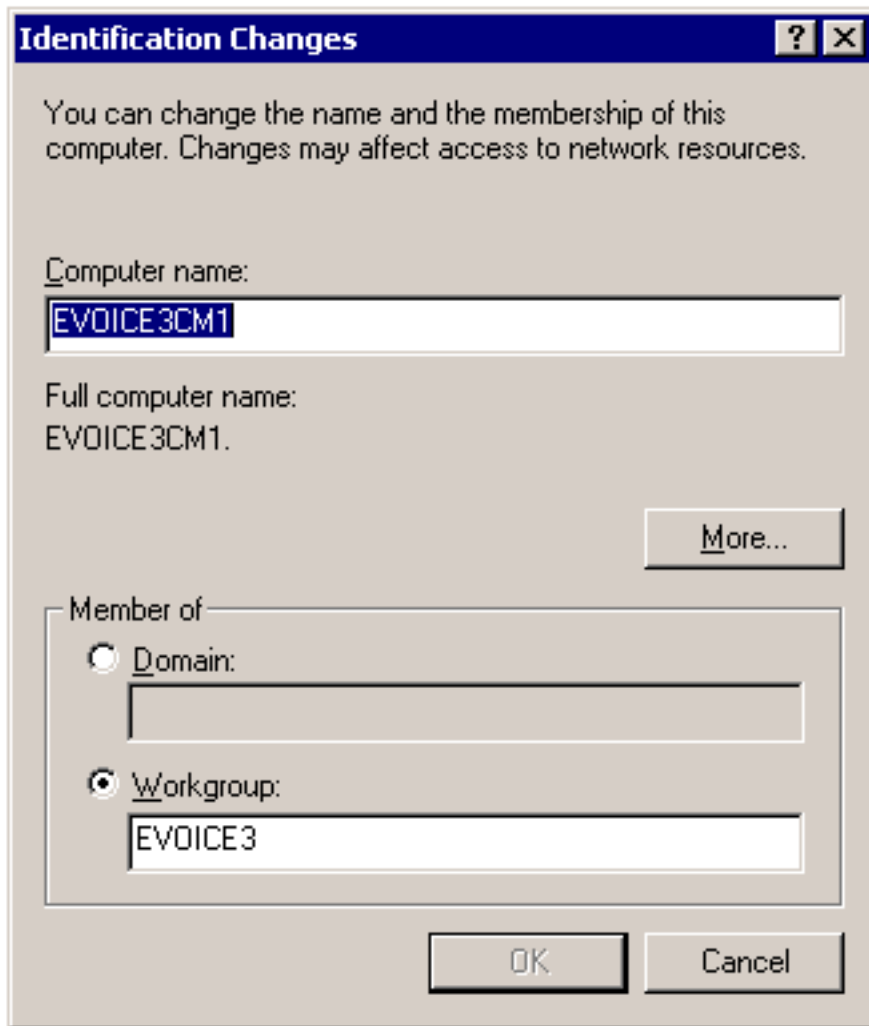 Identification Changes
You can change the name and the membership of this
computer. Changes may affect access to network resources.
Computer name:
EVOICE3CM1
Full computer name:
EVOICE3CM1.
More...
Member of
Domain:
Workgroup:
EVOICE3
OK
Cancel